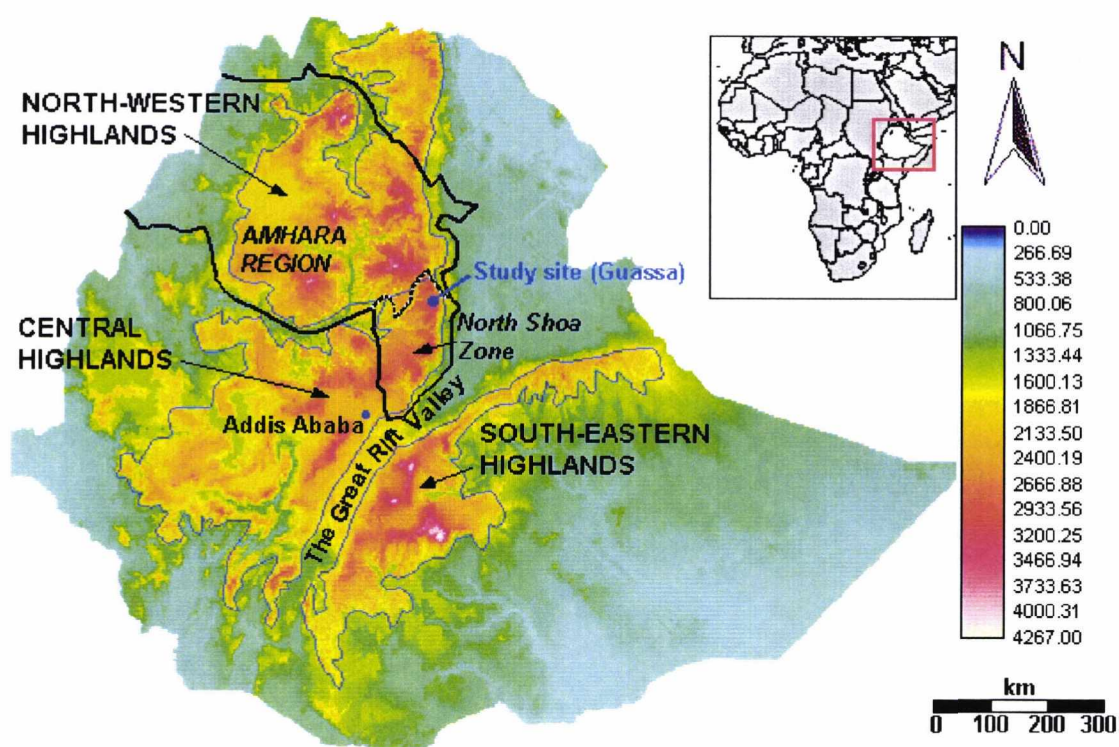 NORTH-WESTERN
HIGHLANDS
AMHARA
REGION
Study site (Guassa)
North Shoa
Zone
CENTRAL
HIGHLANDS
Addis Ababa
The Great Rift Valley
SOUTH-EASTERN
HIGHLANDS
N
0.00
266.69
533.38
800.06
1066.75
1333.44
1600.13
1866.81
2133.50
2400.19
2666.88
2933.56
3200.25
3466.94
3733.63
4000.31
4267.00
km
0 100 200 300